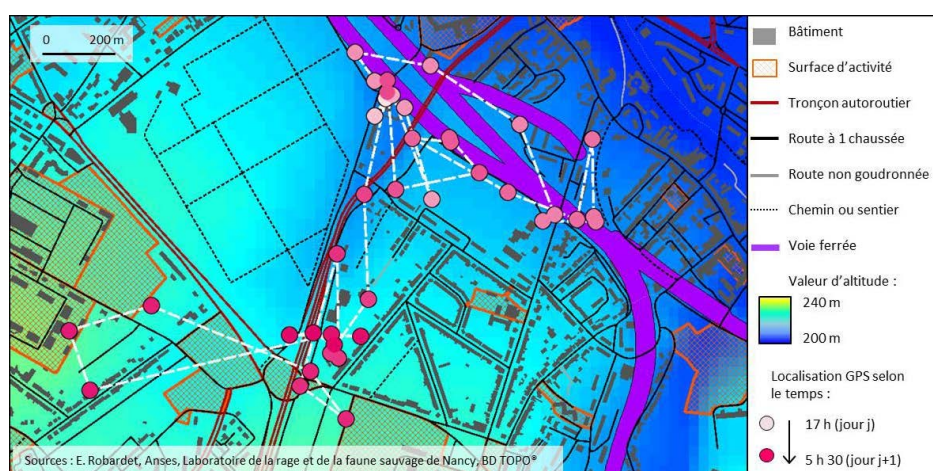 0 200 m
Bâtiment
Surface d'activité
Tronçon autoroutier
Route à 1 chaussée
Route non goudronnée
Chemin ou sentier
Voie ferrée
Valeur d'altitude :
240 m
200 m
Localisation GPS selon
le temps :
17 h (jour j)
5 h 30 (jour j+1)
Sources : E. Robardet, Anses, Laboratoire de la rage et de la faune sauvage de Nancy, BD TOPO®